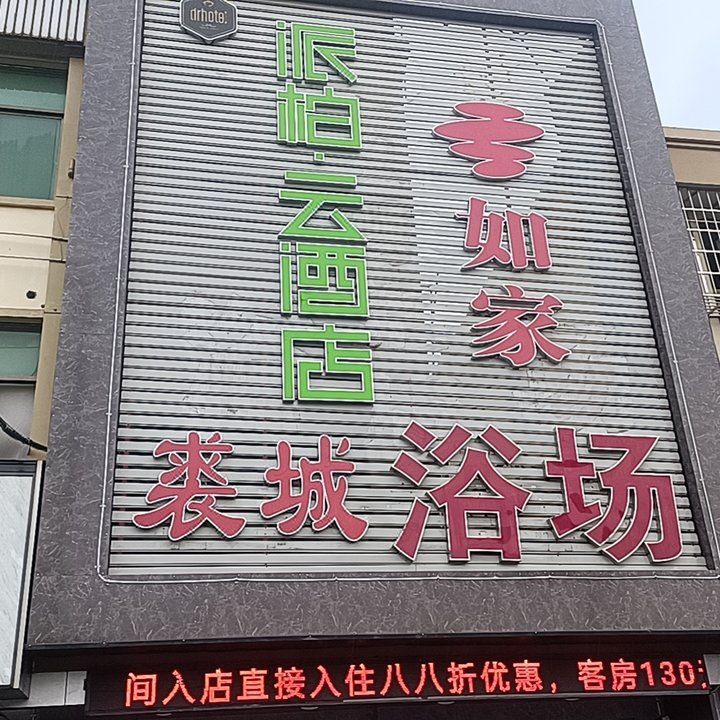 drhotel
派柏·云酒店
如家
裘城浴场
间入店直接入住八八折优惠，客房130